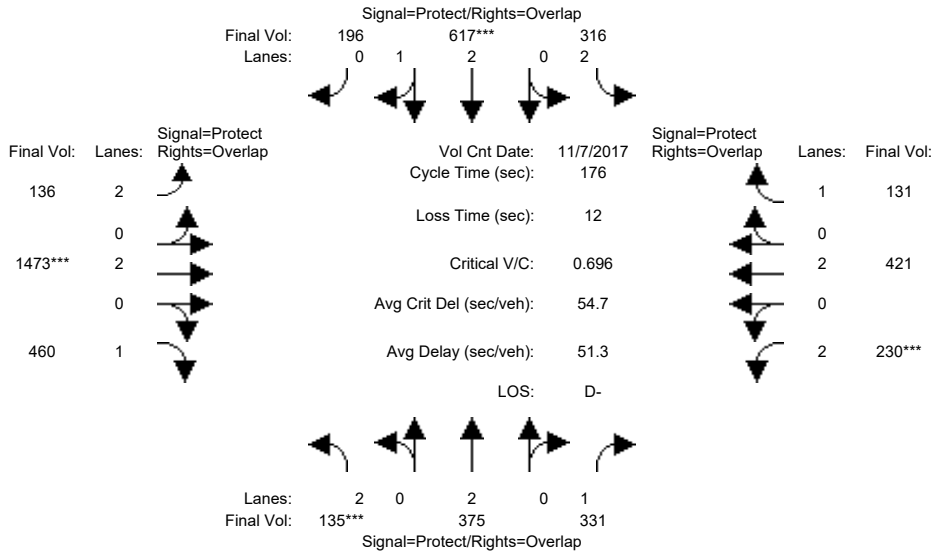 Signal=Protect/Rights=Overlap
Final Vol: 196 617*** 316
Lanes: 0 1 2 0 2
Signal=Protect
Final Vol: Lanes: Rights=Overlap
Vol Cnt Date: 11/7/2017
Signal=Protect
Rights=Overlap Lanes: Final Vol:
Cycle Time (sec): 176
136 2
1 131
Loss Time (sec): 12
0
0
1473*** 2
Critical V/C: 0.696
2 421
0
Avg Crit Del (sec/veh): 54.7
0
460 1
Avg Delay (sec/veh): 51.3
2 230***
LOS: D-
Lanes: 2 0 2 0 1
Final Vol: 135*** 375 331
Signal=Protect/Rights=Overlap